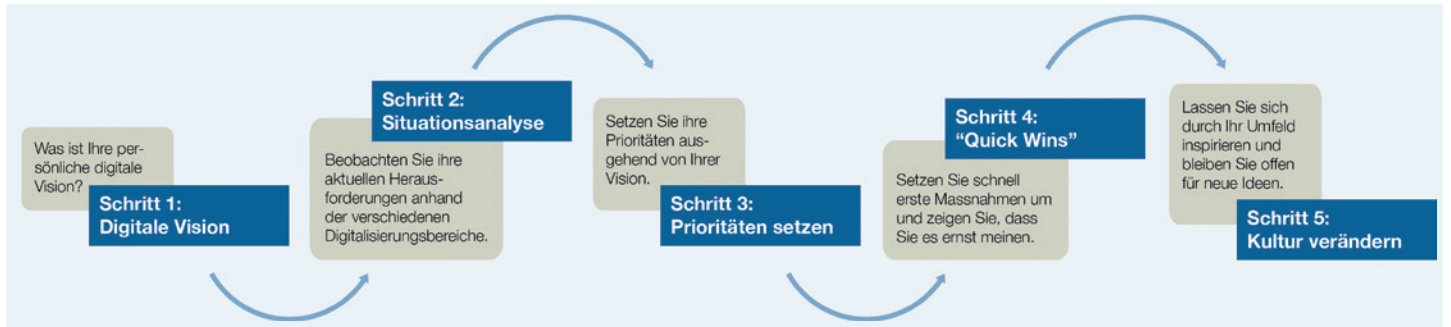 Was ist Ihre per-
sönliche digitale
Vision?
Schritt 1:
Digitale Vision
Schritt 2:
Situationsanalyse
Beobachten Sie ihre
aktuellen Heraus-
forderungen anhand
der verschiedenen
Digitalisierungsbereiche.
Setzen Sie ihre
Prioritäten aus-
gehend von Ihrer
Vision.
Schritt 3:
Prioritäten setzen
Schritt 4:
“Quick Wins”
Setzen Sie schnell
erste Massnahmen um
und zeigen Sie, dass
Sie es ernst meinen.
Lassen Sie sich
durch Ihr Umfeld
inspirieren und
bleiben Sie offen
für neue Ideen.
Schritt 5:
Kultur verändern